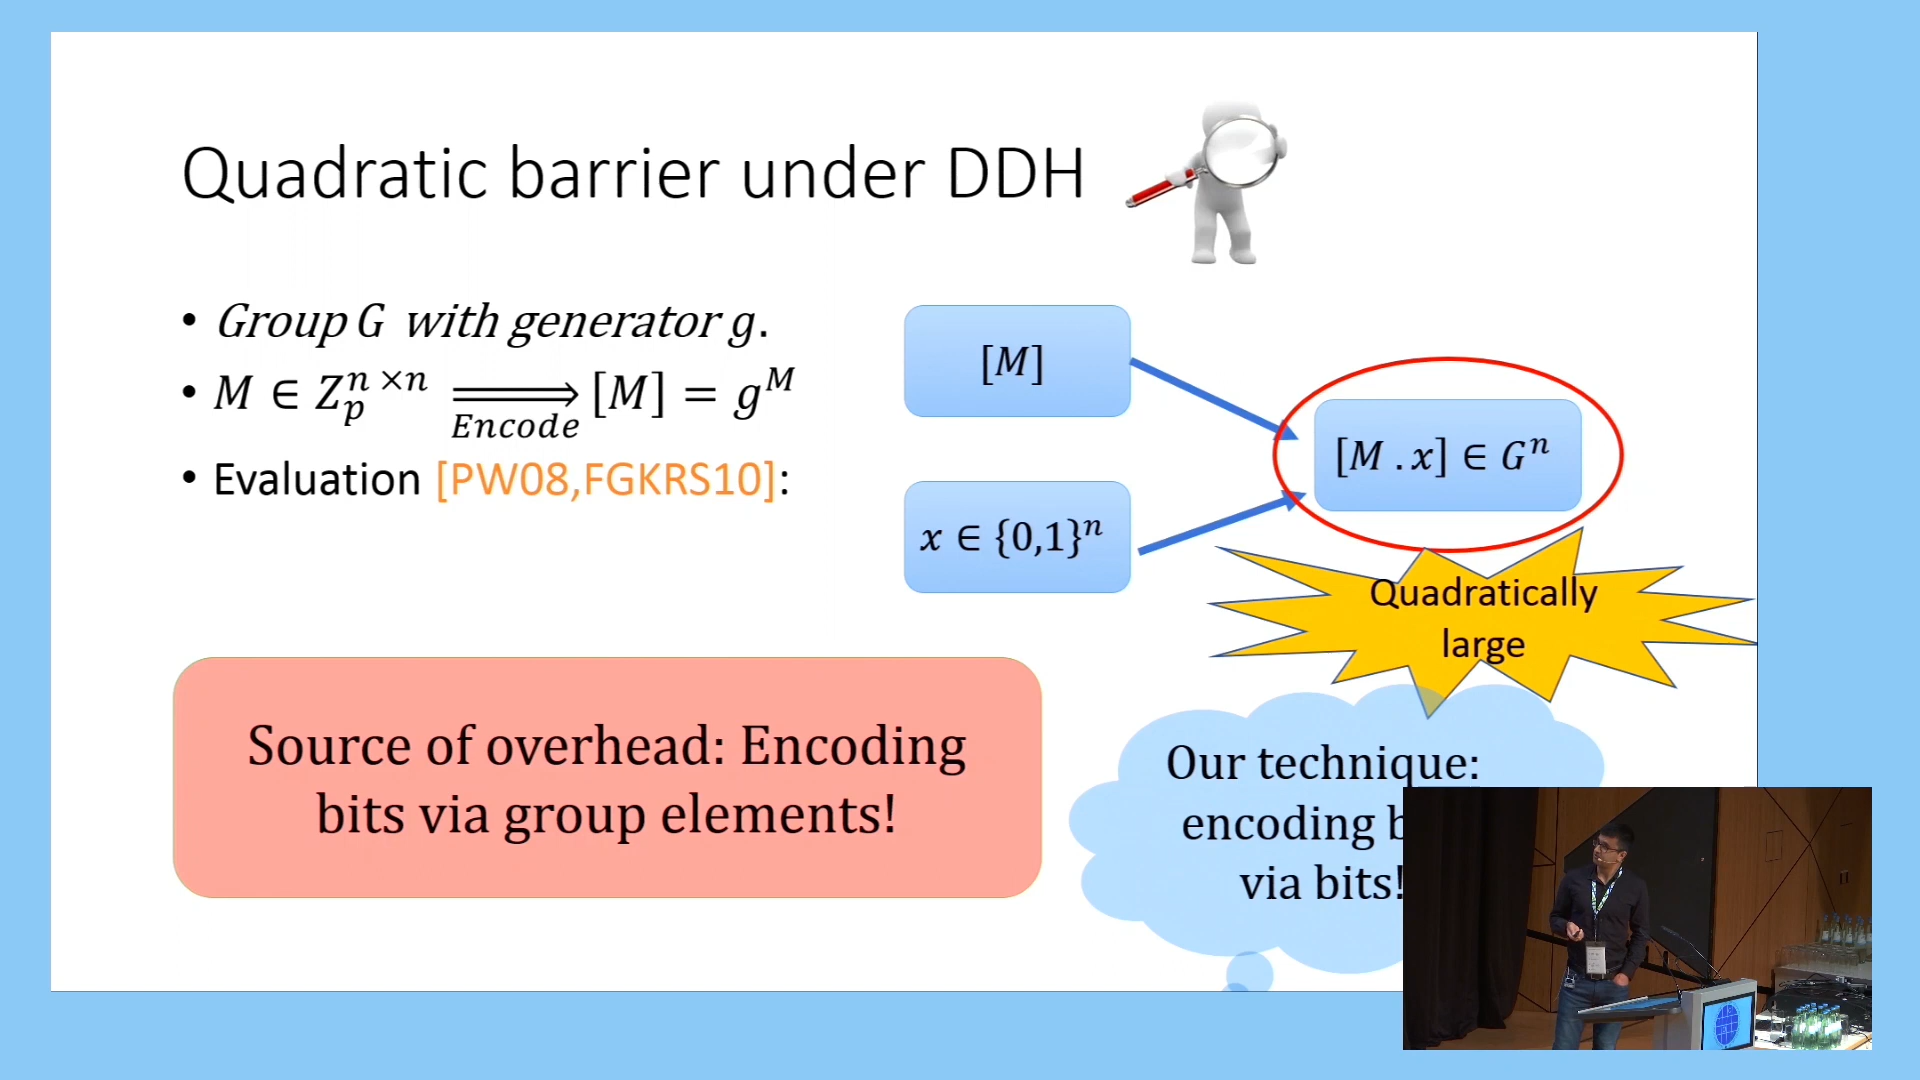 Quadratic barrier under DDH
• Group G with generator g.
• M ∈ Z_p^{n×n} ⟹ [M] = g^M
Encode
• Evaluation [PW08,FGKRS10]:
[M]
x ∈ {0,1}^n
[M . x] ∈ G^n
Quadratically
large
Source of overhead: Encoding
bits via group elements!
Our technique:
encoding
via bits!